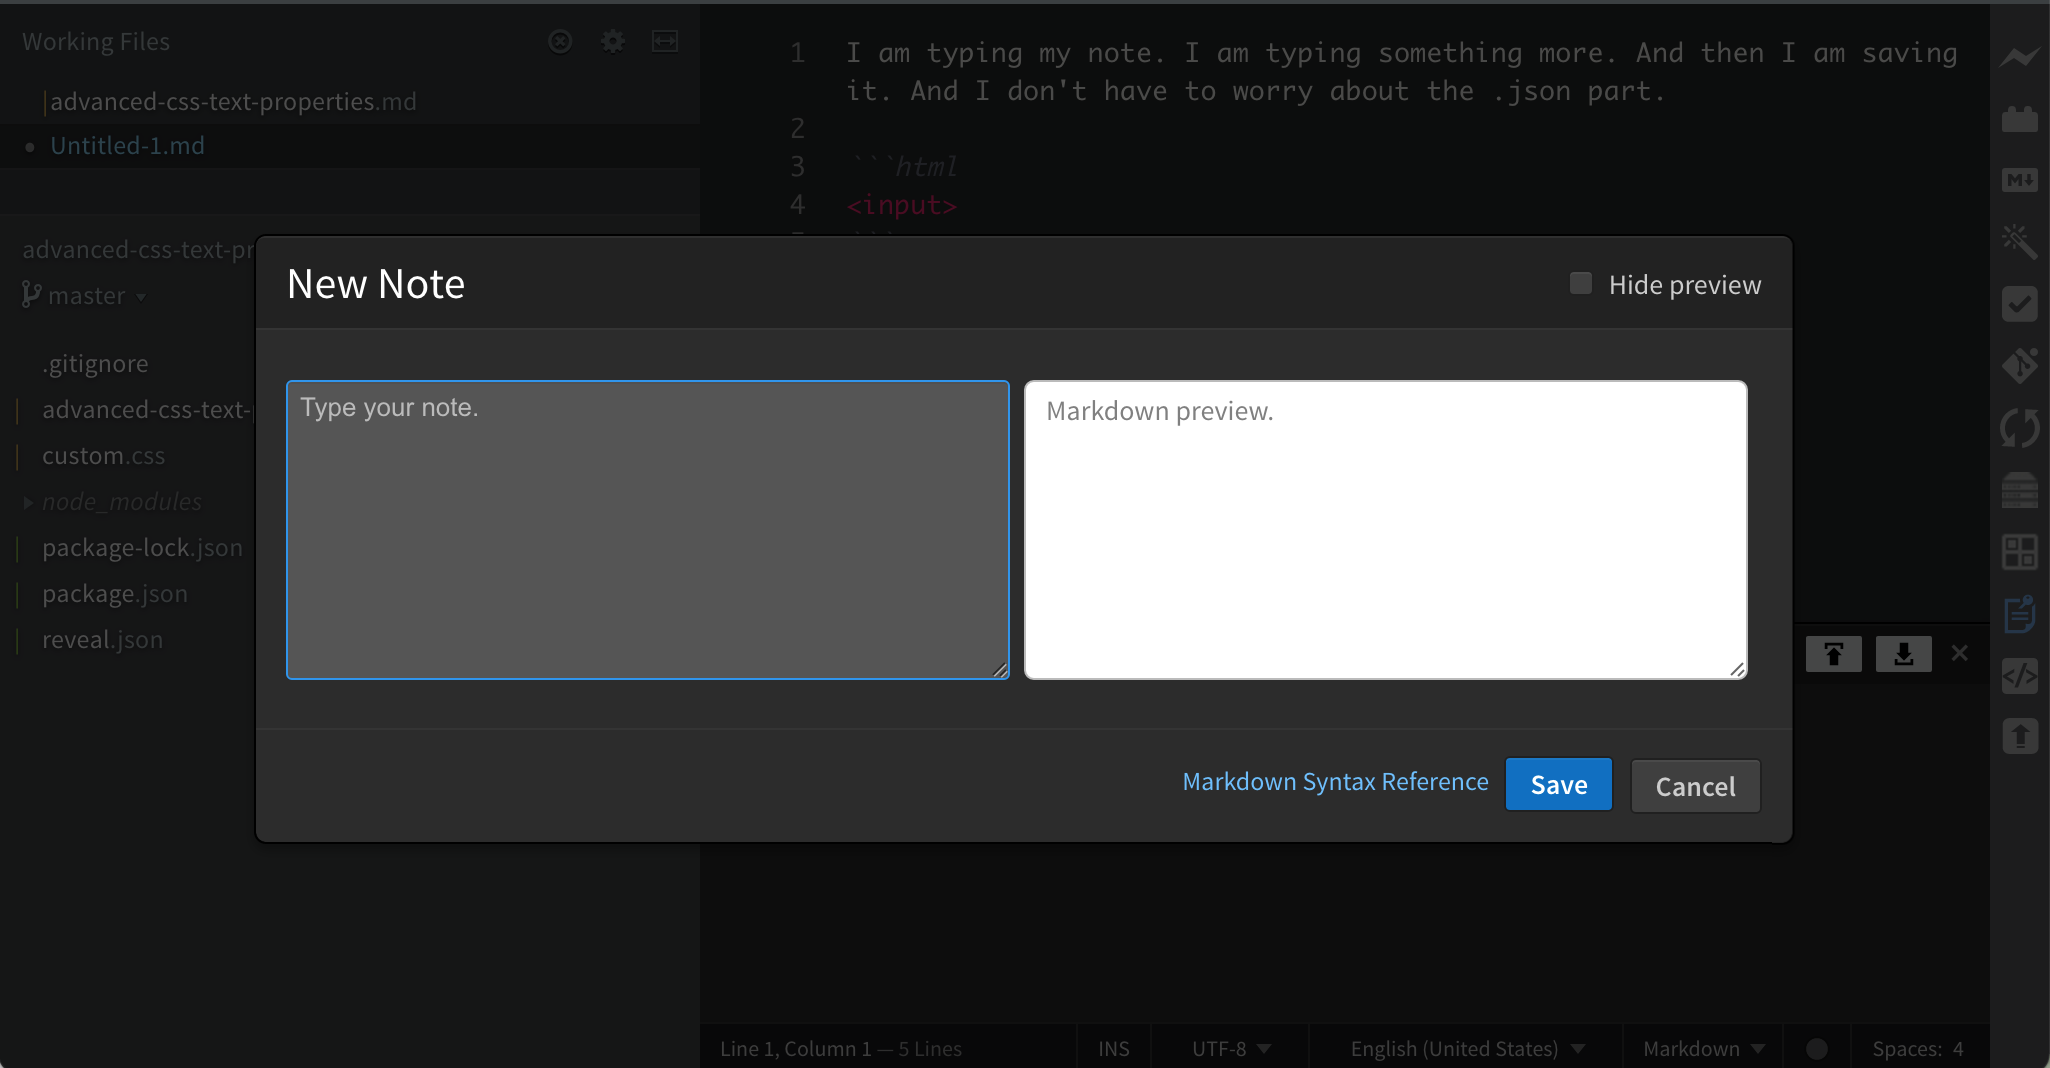 Working Files
advanced-css-text-properties.md
Untitled-1.md
advanced-css-text-pr
master
.gitignore
advanced-css-text-
custom.css
node_modules
package-lock.json
package.json
reveal.json
1 I am typing my note. I am typing something more. And then I am saving
it. And I don't have to worry about the .json part.
2
3 ```html
4 <input>
New Note
Hide preview
Type your note.
Markdown preview.
Markdown Syntax Reference
Save
Cancel
Line 1, Column 1 — 5 Lines
INS
UTF-8
English (United States)
Markdown
Spaces: 4